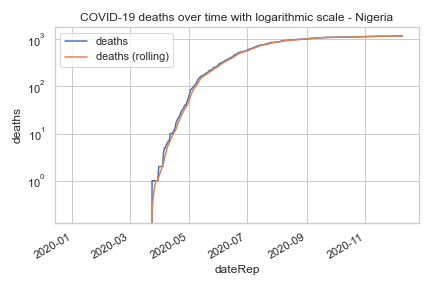 COVID-19 deaths over time with logarithmic scale - Nigeria
deaths
deaths (rolling)
10³
10²
10¹
10⁰
deaths
2020-01
2020-03
2020-05
2020-07
2020-09
2020-11
dateRep